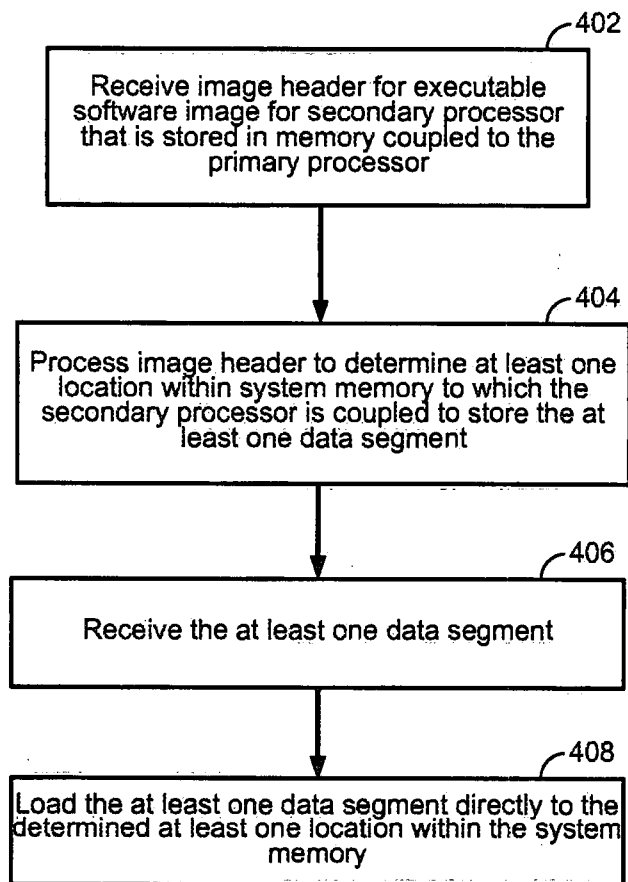 402
Receive image header for executable
software image for secondary processor
that is stored in memory coupled to the
primary processor
404
Process image header to determine at least one
location within system memory to which the
secondary processor is coupled to store the at
least one data segment
406
Receive the at least one data segment
408
Load the at least one data segment directly to the
determined at least one location within the system
memory